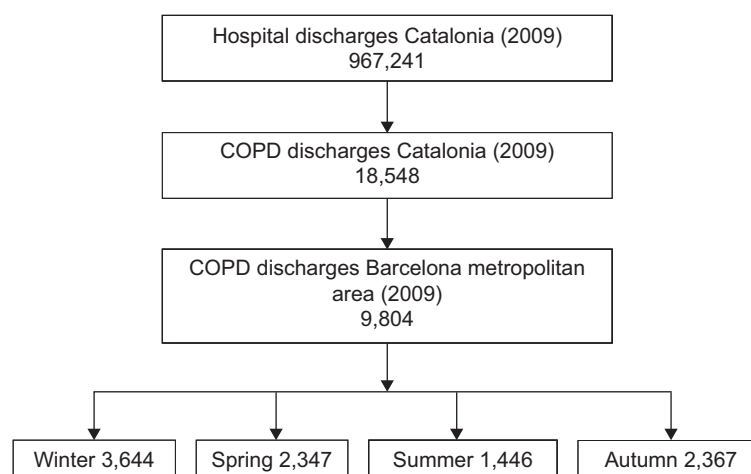 Hospital discharges Catalonia (2009)
967,241
COPD discharges Catalonia (2009)
18,548
COPD discharges Barcelona metropolitan
area (2009)
9,804
Winter 3,644
Spring 2,347
Summer 1,446
Autumn 2,367